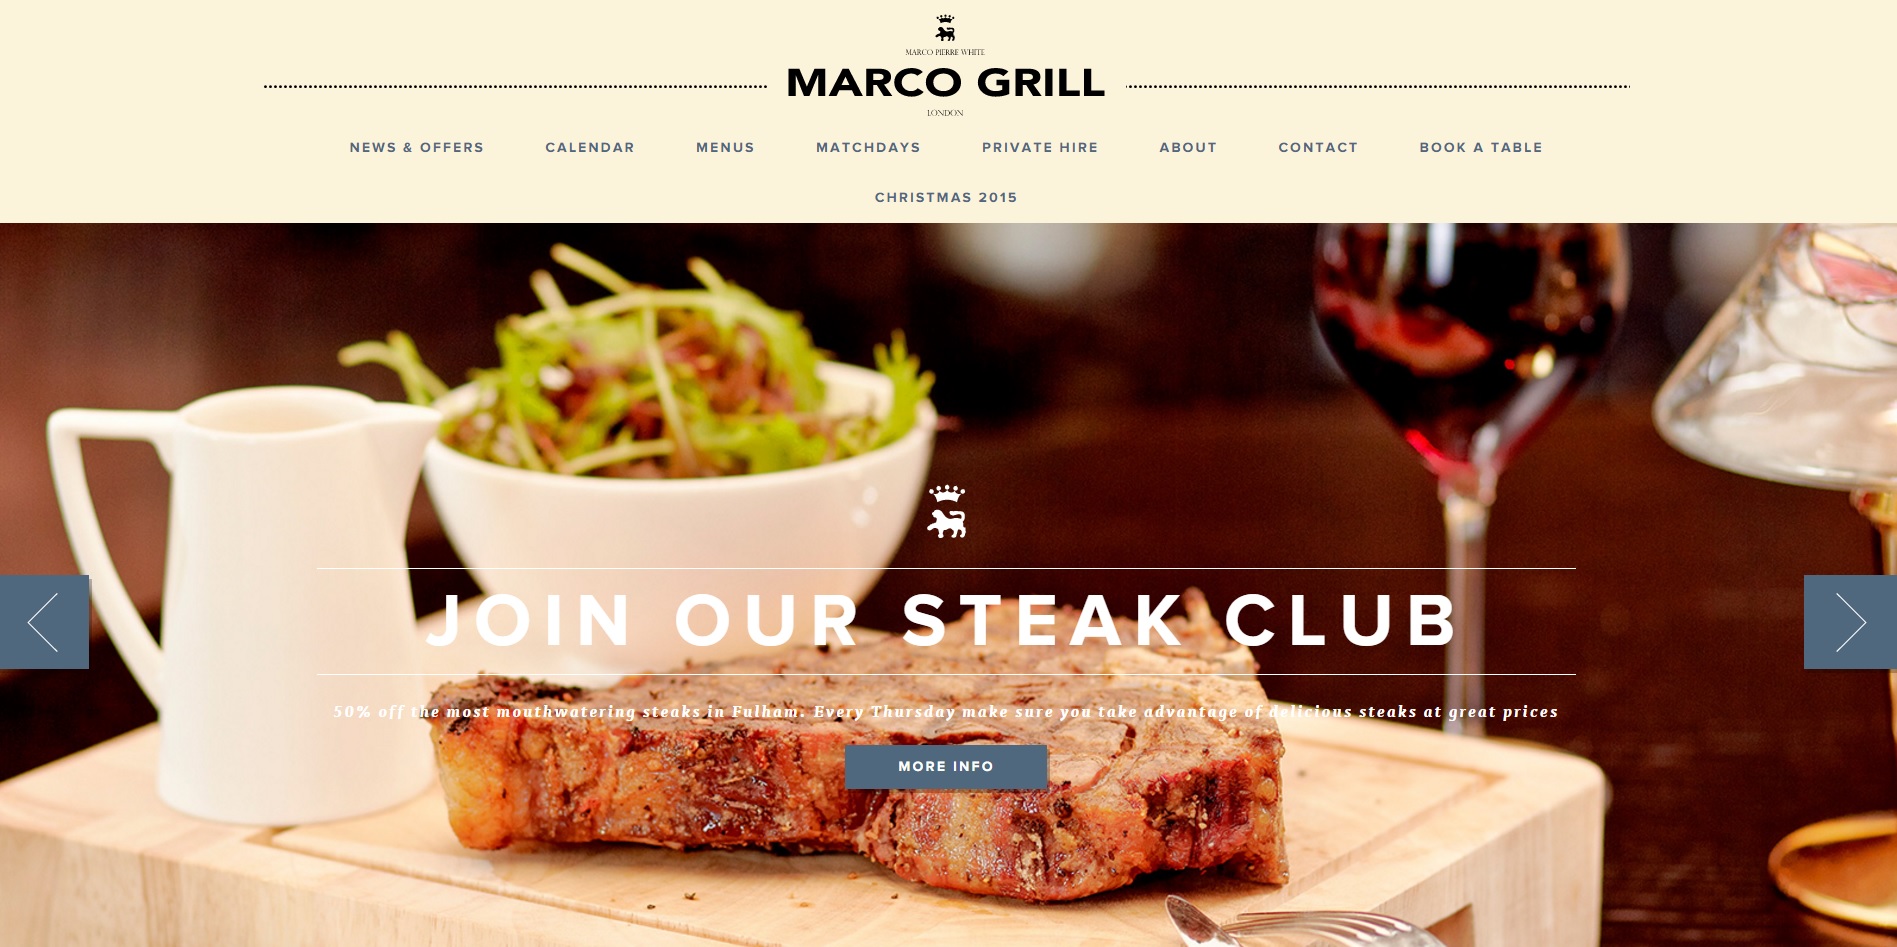 MARCO PIERRE WHITE
MARCO GRILL
LONDON
NEWS & OFFERS CALENDAR MENUS MATCHDAYS PRIVATE HIRE ABOUT CONTACT BOOK A TABLE
CHRISTMAS 2015
JOIN OUR STEAK CLUB
50% off the most mouthwatering steaks in Fulham. Every Thursday make sure you take advantage of delicious steaks at great prices
MORE INFO